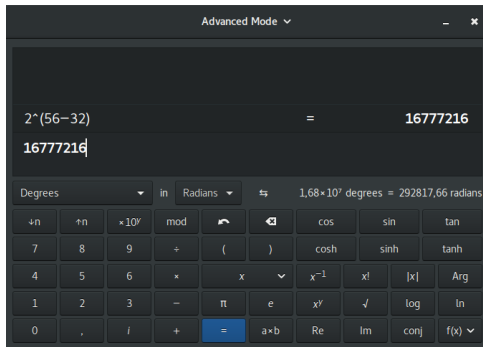 Advanced Mode
2^(56−32) = 16777216
16777216
Degrees in Radians 1,68×10⁷ degrees = 292817,66 radians
↓n ↑n ×10ʸ mod cos sin tan
7 8 9 ÷ ( ) cosh sinh tanh
4 5 6 × x x⁻¹ x! |x| Arg
1 2 3 − π e xʸ √ log ln
0 , i + = a×b Re Im conj f(x)